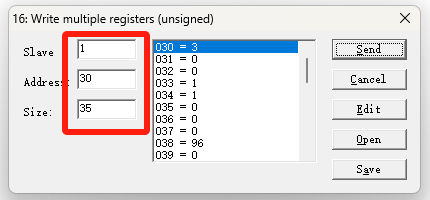 16: Write multiple registers (unsigned)
Slave 1
Address: 30
Size: 35
030 = 3
031 = 0
032 = 0
033 = 1
034 = 1
035 = 0
036 = 0
037 = 0
038 = 96
039 = 0
Send
Cancel
Edit
Open
Save